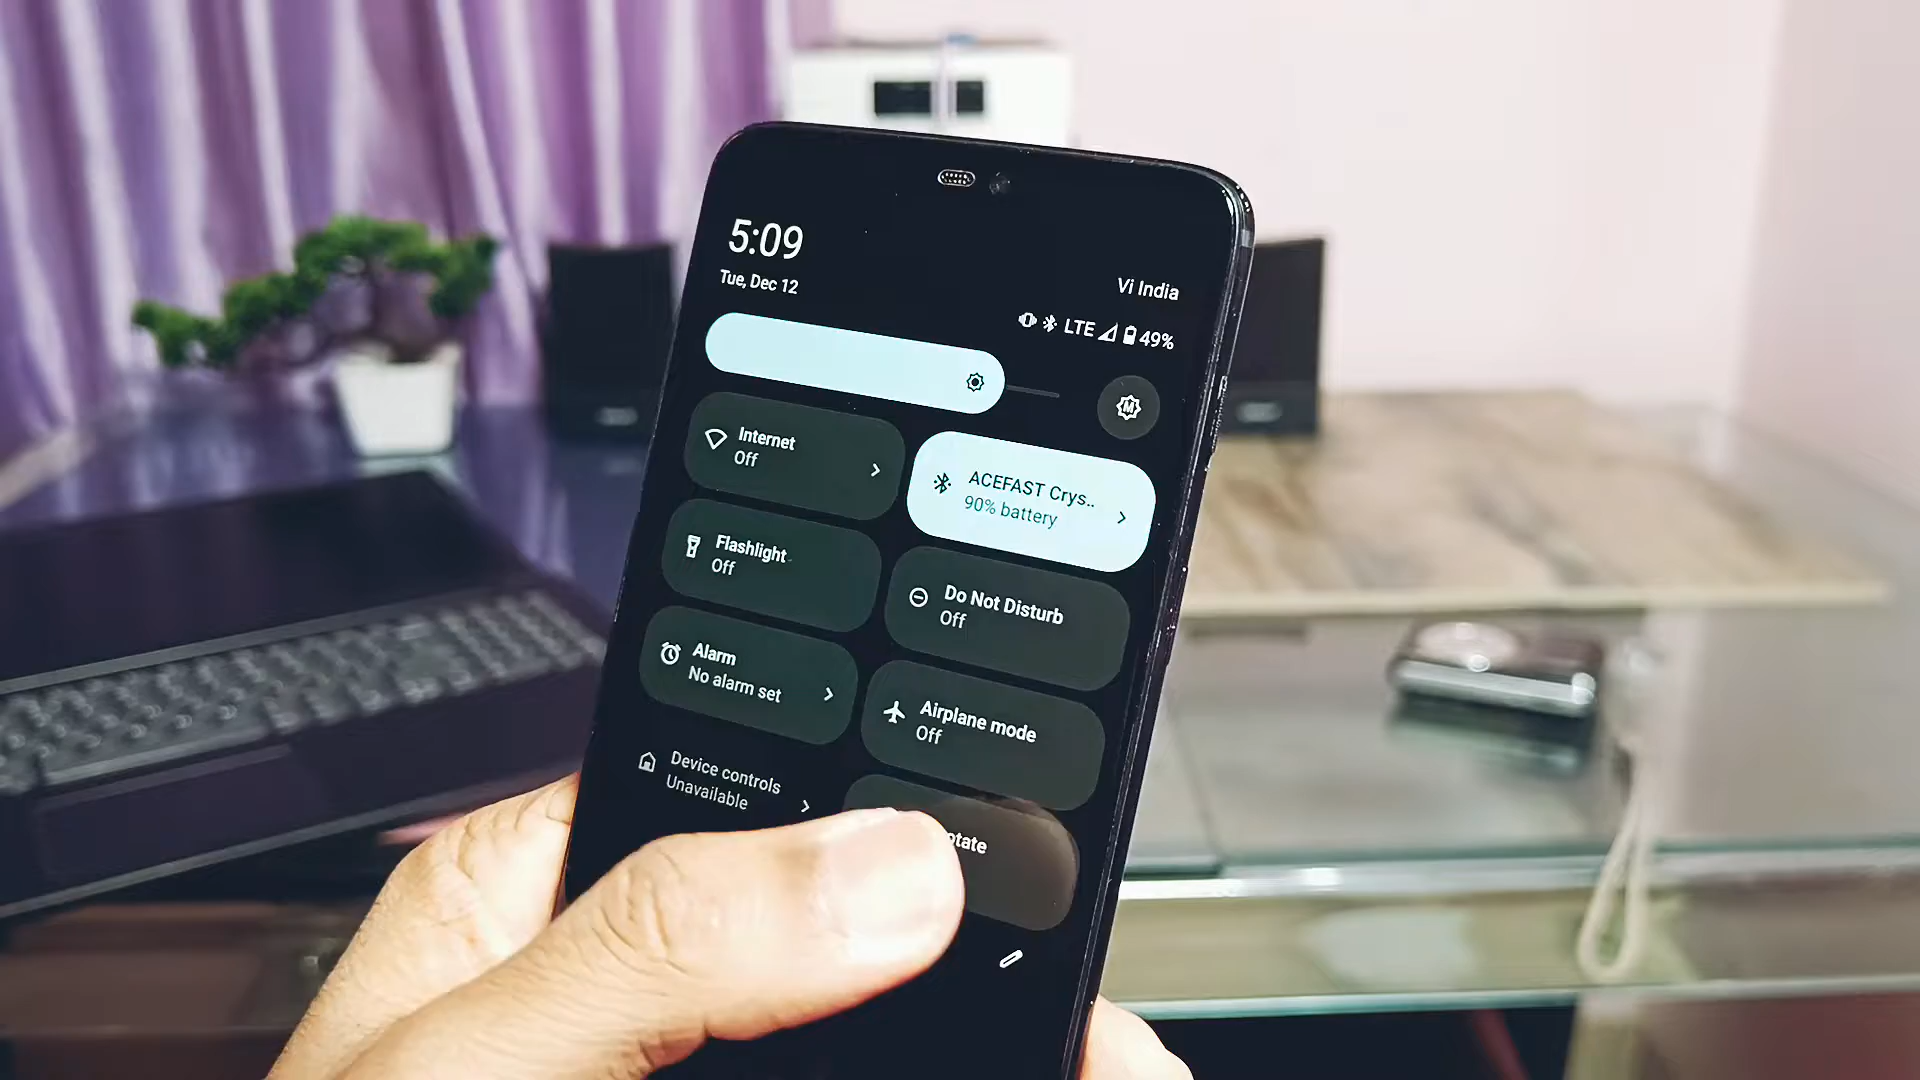 5:09
Tue, Dec 12
Vi India
LTE 49%
Internet
Off
ACEFAST Crys..
90% battery
Flashlight
Off
Do Not Disturb
Off
Alarm
No alarm set
Airplane mode
Off
Device controls
Unavailable
otate